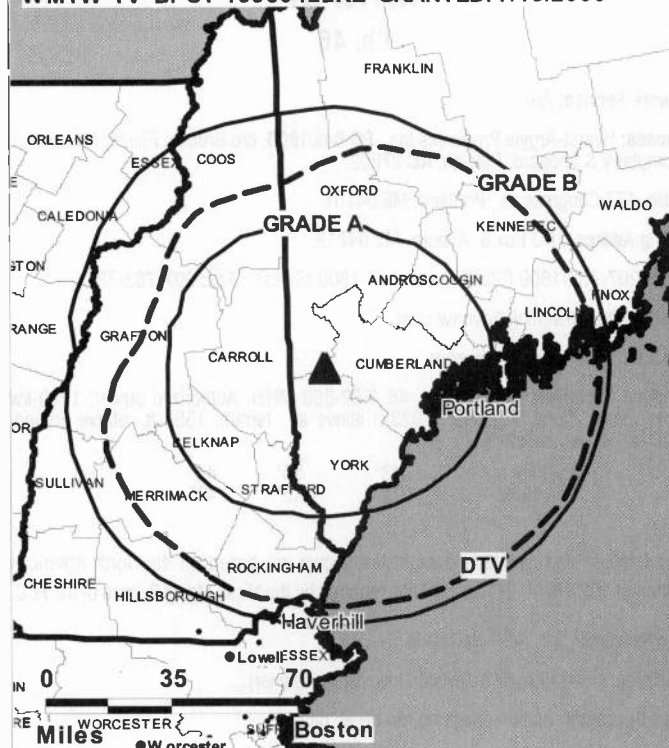 FRANKLIN
ORLEANS
ESSEX
COOS
OXFORD
GRADE B
WALDO
CALEDONIA
GRADE A
KENNEBEC
ANDROSCOGGIN
KNOX
LINCOLN
GRAFTON
CARROLL
CUMBERLAND
Portland
BELKNAP
YORK
SULLIVAN
MERRIMACK
STRAFFORD
ROCKINGHAM
DTV
CHESHIRE
HILLSBOROUGH
Haverhill
Lowell
ESSEX
0 35 70
WORCESTER
Miles
Boston
Worcester